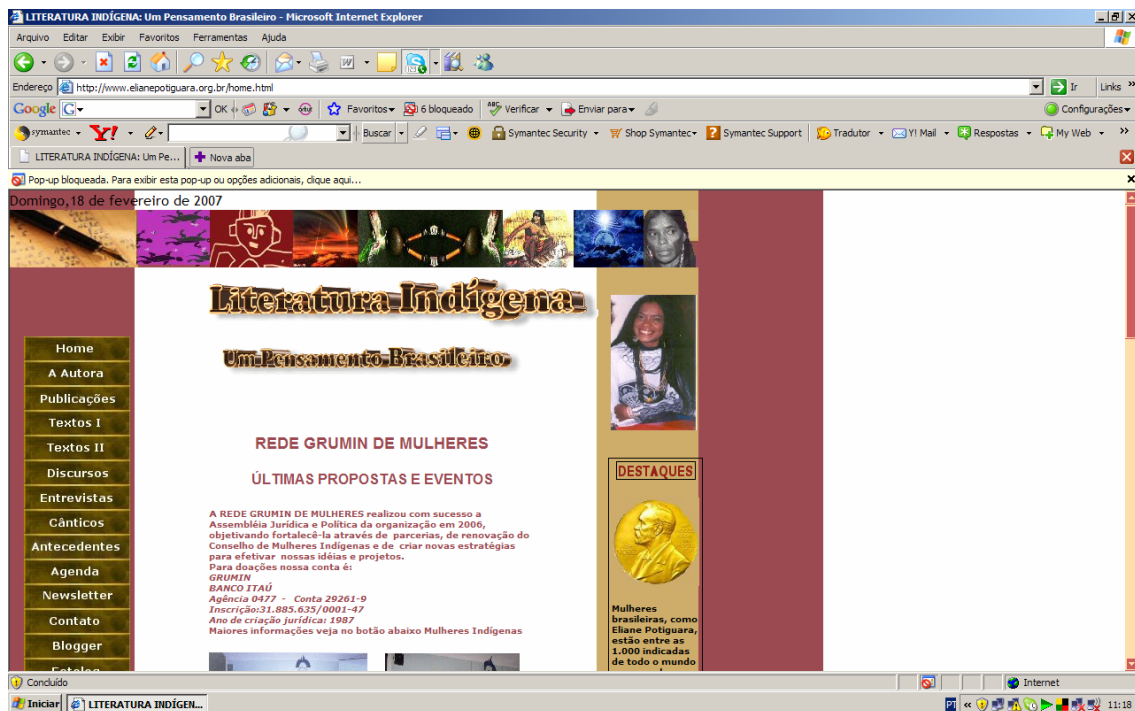 LITERATURA INDÍGENA: Um Pensamento Brasileiro - Microsoft Internet Explorer
Arquivo Editar Exibir Favoritos Ferramentas Ajuda
Endereço http://www.elianepotiguara.org.br/home.html Ir Links »
Google G OK Favoritos 6 bloqueado Verificar Enviar para Configurações
symantec Y! Buscar Symantec Security Shop Symantec Symantec Support Tradutor Y! Mail Respostas My Web »
LITERATURA INDÍGENA: Um Pe... Nova aba
Pop-up bloqueada. Para exibir esta pop-up ou opções adicionais, clique aqui...
Domingo,18 de fevereiro de 2007
Literatura Indígena
Um Pensamento Brasileiro
Home
A Autora
Publicações
Textos I
Textos II
Discursos
Entrevistas
Cânticos
Antecedentes
Agenda
Newsletter
Contato
Blogger
Fotolog
REDE GRUMIN DE MULHERES
ÚLTIMAS PROPOSTAS E EVENTOS
A REDE GRUMIN DE MULHERES realizou com sucesso a
Assembléia Jurídica e Política da organização em 2006,
objetivando fortalecê-la através de parcerias, de renovação do
Conselho de Mulheres Indígenas e de criar novas estratégias
para efetivar nossas idéias e projetos.
Para doações nossa conta é:
GRUMIN
BANCO ITAÚ
Agência 0477 - Conta 29261-9
Inscrição:31.885.635/0001-47
Ano de criação jurídica: 1987
Maiores informações veja no botão abaixo Mulheres Indígenas
DESTAQUES
Mulheres
brasileiras, como
Eliane Potiguara,
estão entre as
1.000 indicadas
de todo o mundo
Concluído Internet
Iniciar LITERATURA INDÍGEN... PT « 11:18